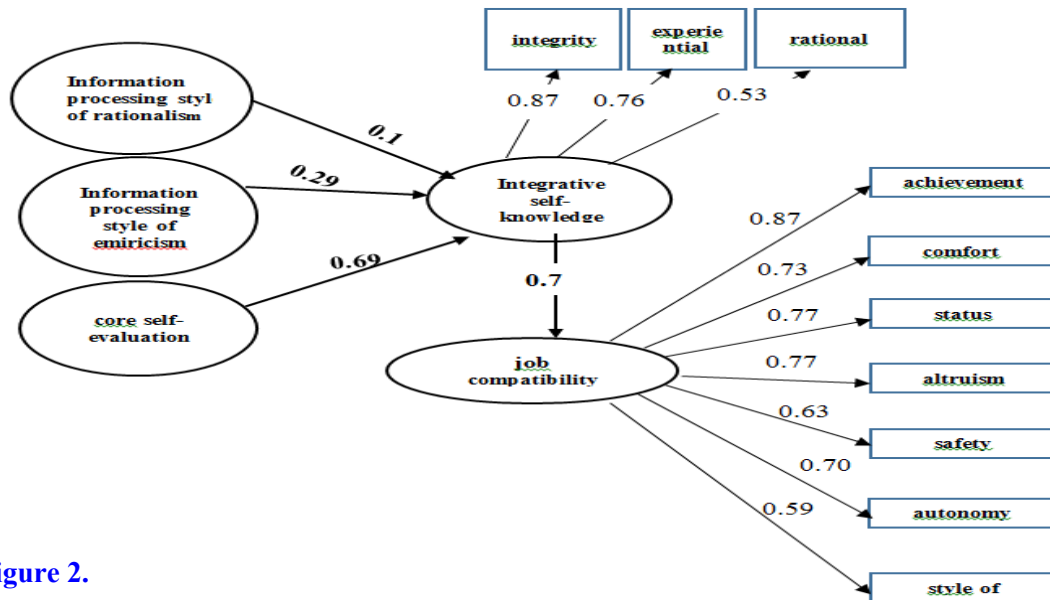 integrity
experie
ntial
rational
0.87
0.76
0.53
Information
processing styl
of rationalism
0.1
Information
processing
style of
emiricism
0.29
core self-
evaluation
0.69
Integrative
self-
knowledge
0.7
job
compatibility
0.87
achievement
0.73
comfort
0.77
status
0.77
altruism
0.63
safety
0.70
autonomy
0.59
style of
igure 2.